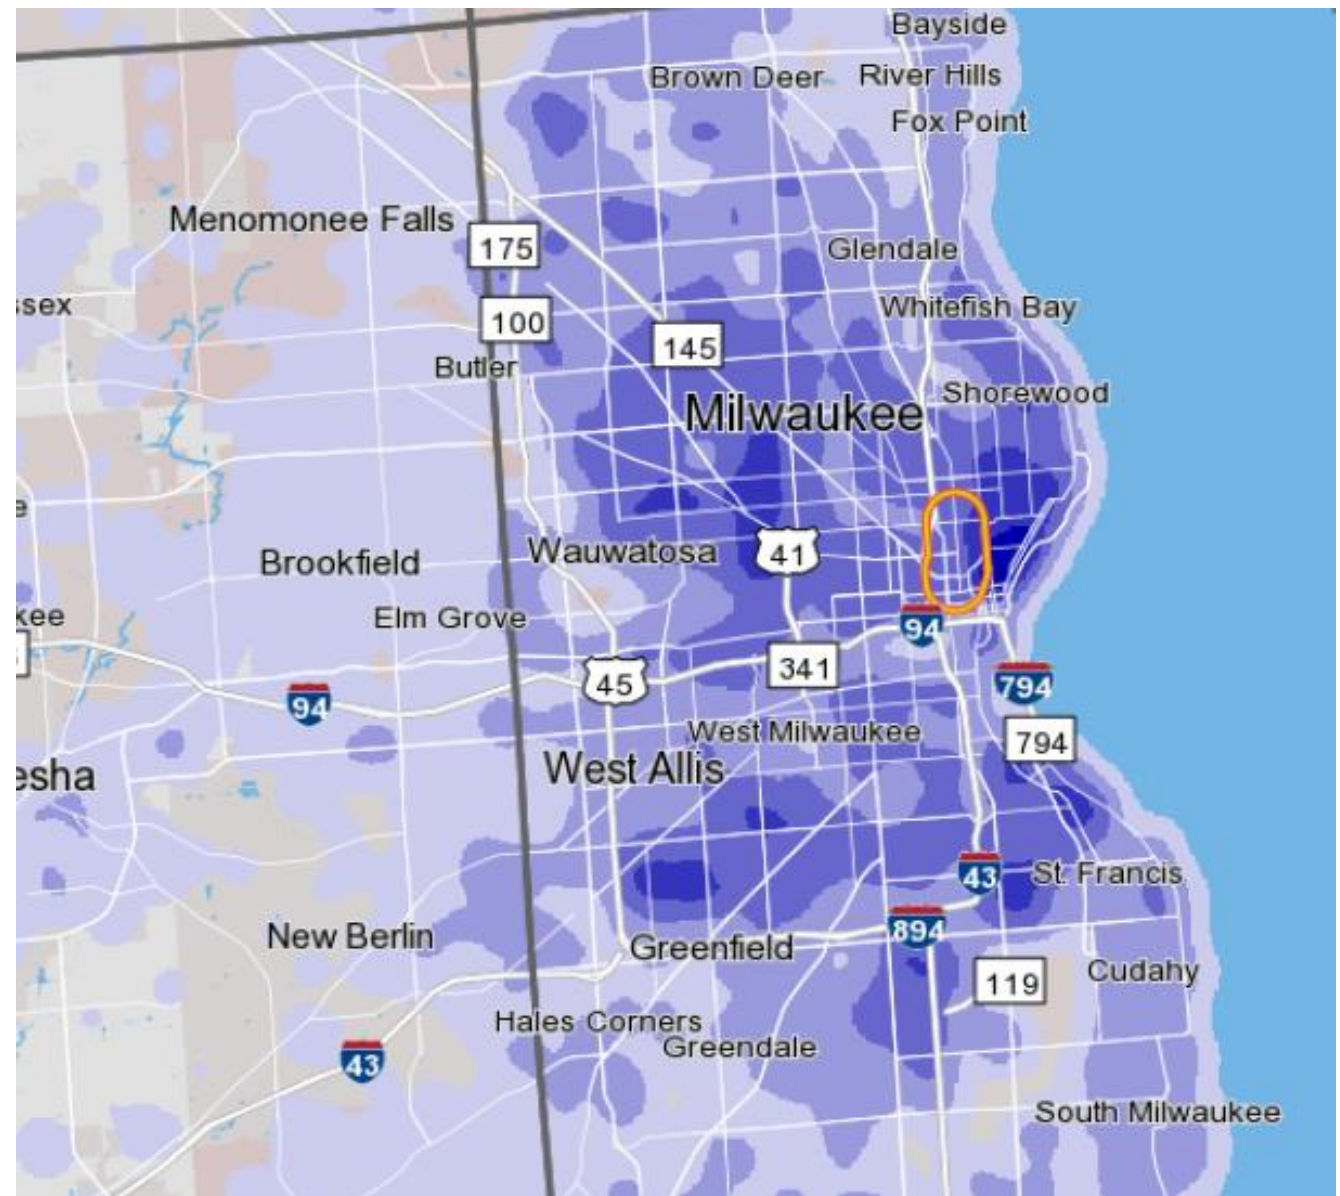 Bayside
Brown Deer
River Hills
Fox Point
Menomonee Falls
175
Glendale
ssex
Whitefish Bay
100
145
Butler
Shorewood
Milwaukee
e
Wauwatosa
41
Brookfield
kee
Elm Grove
94
341
45
794
94
West Milwaukee
794
esha
West Allis
43
St. Francis
894
New Berlin
Greenfield
Cudahy
119
Hales Corners
Greendale
43
South Milwaukee